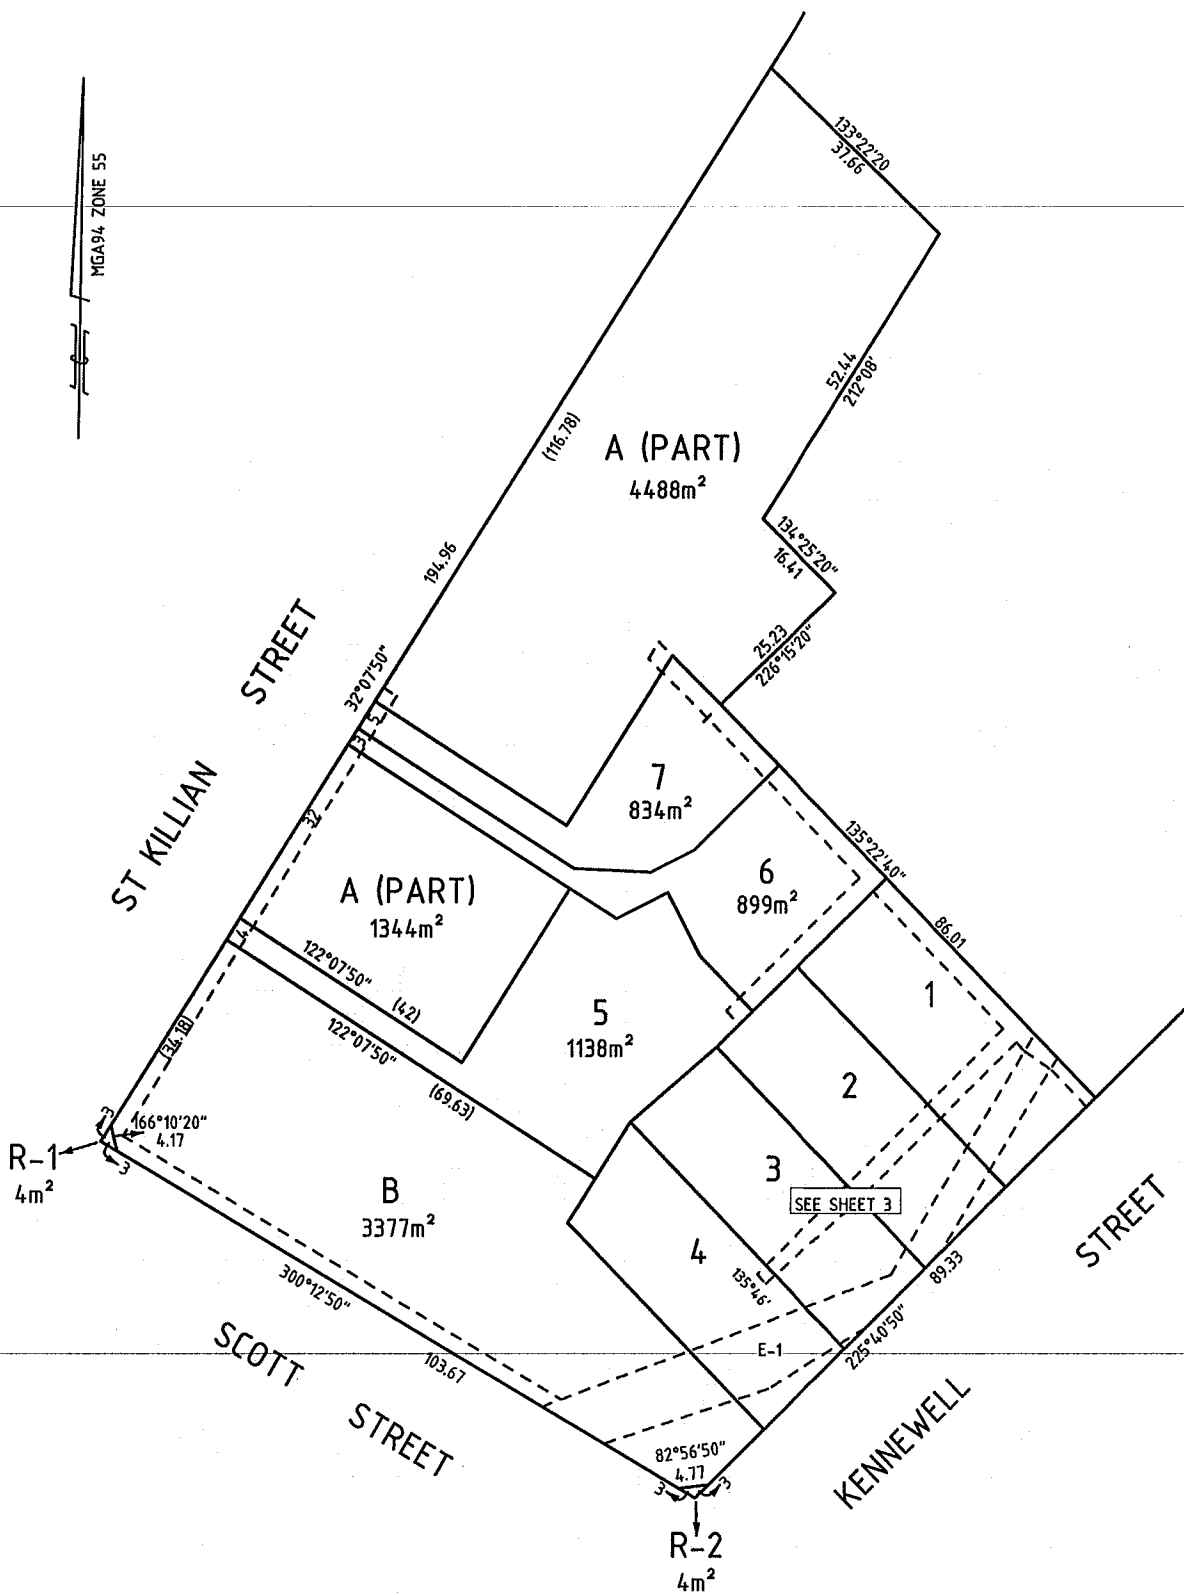 MGA94 ZONE 55
133°22'20
37.66
52.44
212°08'
(116.78)
A (PART)
4488m²
134°25'20"
16.41
194.96
25.23
226°15'20"
STREET
32°07'50"
5
3
7
834m²
ST KILLIAN
32
135°22'40"
6
899m²
A (PART)
1344m²
86.01
4
122°07'50"
(42)
1
5
1138m²
122°07'50"
(34.18)
2
(69.63)
3
166°10'20"
4.17
R-1
4m²
3
3
SEE SHEET 3
B
3377m²
STREET
4
135°46'
89.33
300°12'50"
225°40'50"
E-1
SCOTT
103.67
STREET
KENNEWELL
82°56'50"
4.77
3
3
R-2
4m²